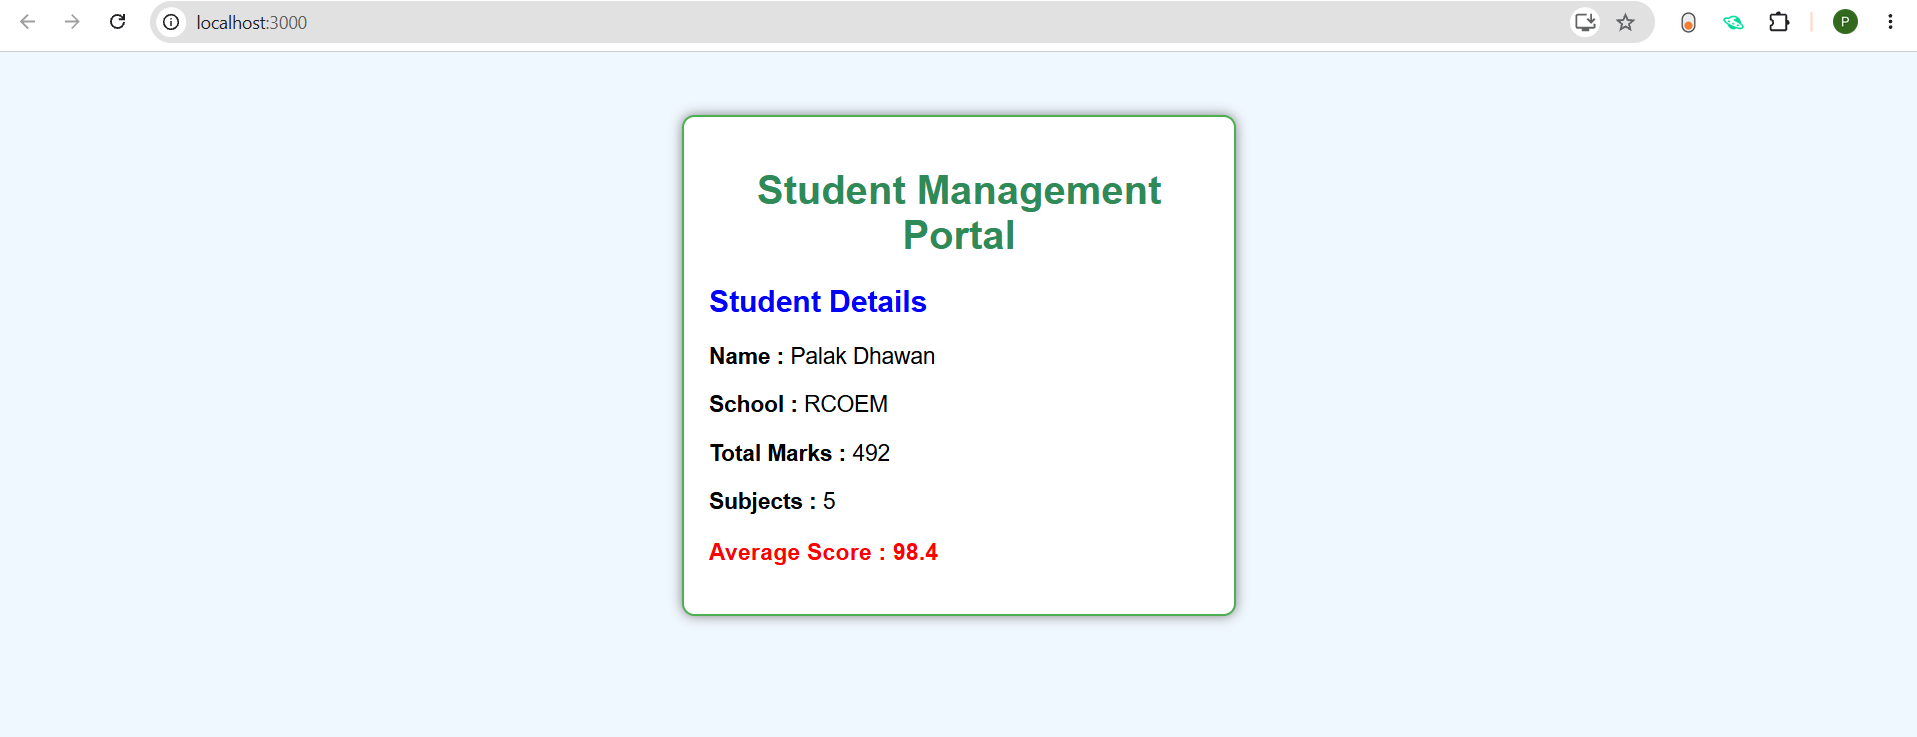 localhost:3000
P
Student Management
Portal
Student Details
Name : Palak Dhawan
School : RCOEM
Total Marks : 492
Subjects : 5
Average Score : 98.4